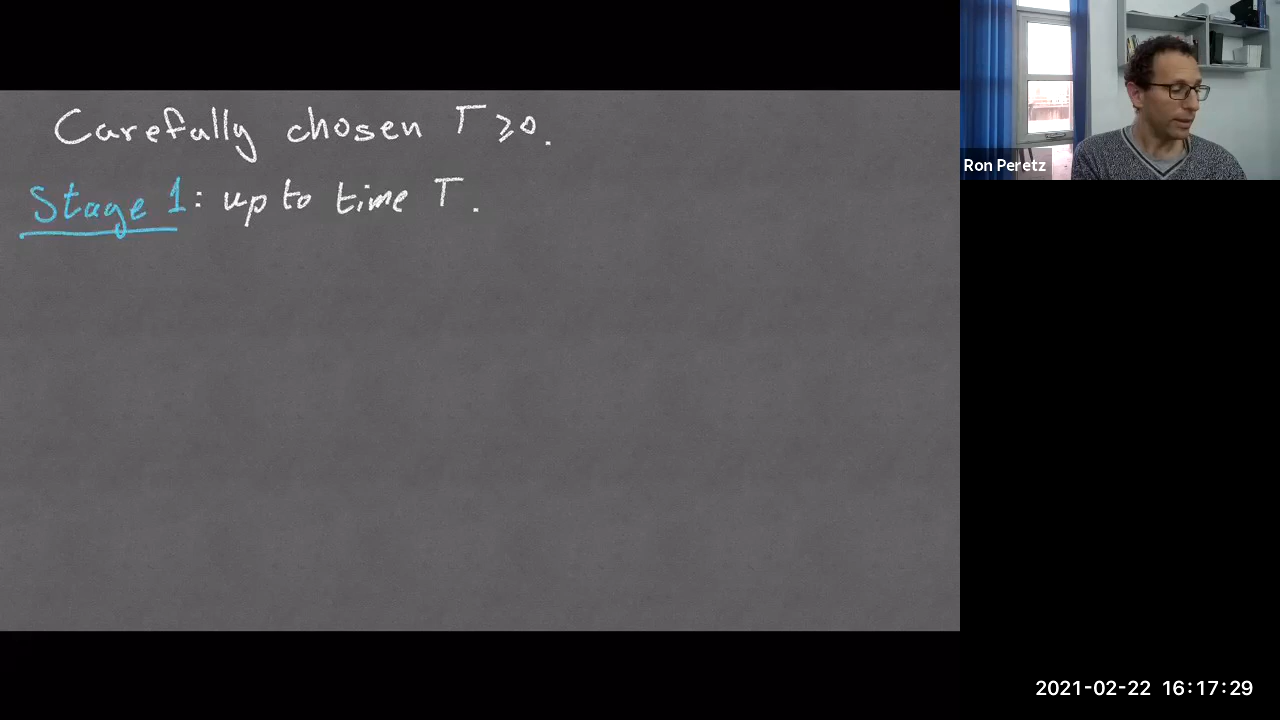 Carefully chosen T ≥0.
Stage 1: up to time T.
Ron Peretz
2021-02-22 16:17:29